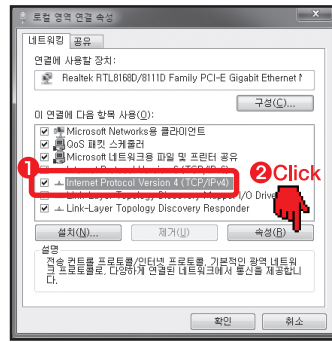 로컬 영역 연결 속성
네트워킹 공유
연결에 사용할 장치:
Realtek RTL8168D/8111D Family PCI-E Gigabit Ethernet
구성(C)...
이 연결에 다음 항목 사용(O):
Microsoft Networks용 클라이언트
QoS 패킷 스케줄러
Microsoft 네트워크용 파일 및 프린터 공유
❶
Internet Protocol Version 4 (TCP/IPv4)
❷Click
Link-Layer Topology Discovery Mapper I/O Drive
Link-Layer Topology Discovery Responder
설치(N)... 제거(U) 속성(R)
설명
전송 컨트롤 프로토콜/인터넷 프로토콜. 기본적인 광역 네트워
크 프로토콜로, 다양하게 연결된 네트워크에서 통신을 제공합니
다.
확인 취소